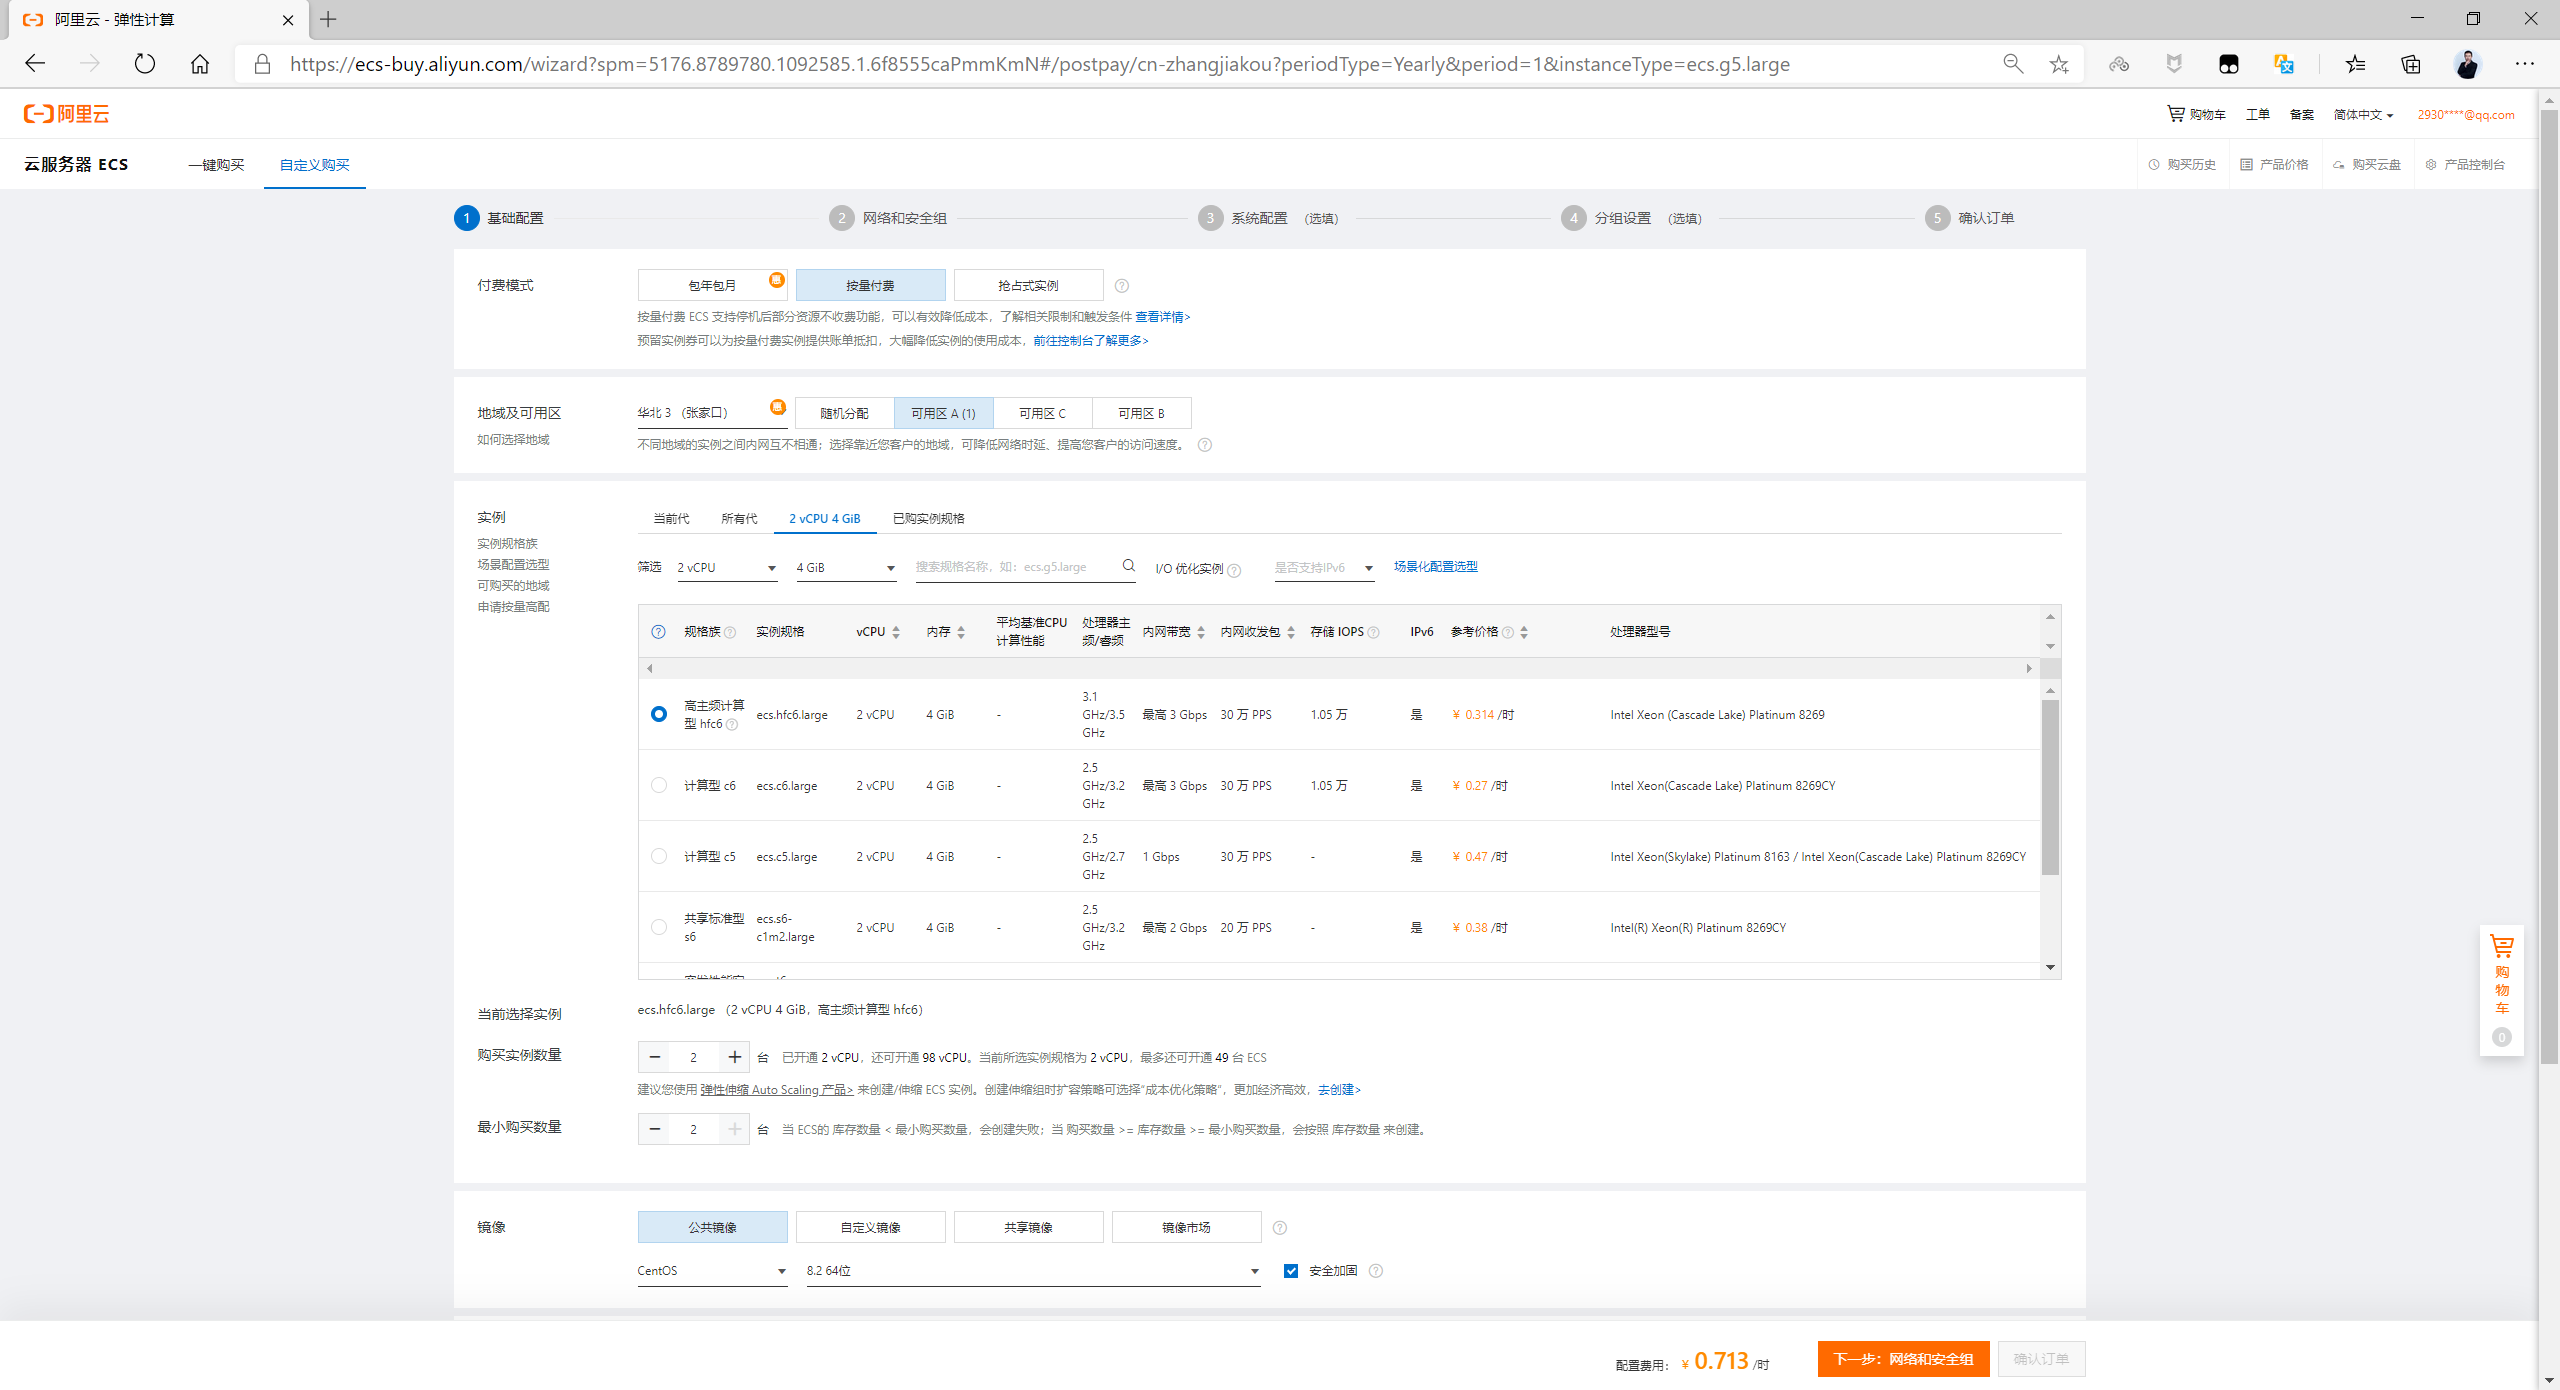 阿里云 - 弹性计算
https://ecs-buy.aliyun.com/wizard?spm=5176.8789780.1092585.1.6f8555caPmmKmN#/postpay/cn-zhangjiakou?periodType=Yearly&period=1&instanceType=ecs.g5.large
阿里云
购物车 工单 备案 简体中文 2930****@qq.com
云服务器 ECS 一键购买 自定义购买 购买历史 产品价格 购买云盘 产品控制台
1 基础配置 2 网络和安全组 3 系统配置 (选填) 4 分组设置 (选填) 5 确认订单
付费模式 包年包月 惠 按量付费 抢占式实例
按量付费 ECS 支持停机后部分资源不收费功能，可以有效降低成本，了解相关限制和触发条件 查看详情>
预留实例券可以为按量付费实例提供账单抵扣，大幅降低实例的使用成本，前往控制台了解更多>
地域及可用区 华北 3 （张家口） 惠 随机分配 可用区 A (1) 可用区 C 可用区 B
如何选择地域
不同地域的实例之间内网互不相通；选择靠近您客户的地域，可降低网络时延、提高您客户的访问速度。
实例 当前代 所有代 2 vCPU 4 GiB 已购实例规格
实例规格族
场景配置选型
可购买的地域
申请按量高配
筛选 2 vCPU 4 GiB 搜索规格名称，如：ecs.g5.large I/O 优化实例 是否支持IPv6 场景化配置选型
规格族 实例规格 vCPU 内存 平均基准CPU计算性能 处理器主频/睿频 内网带宽 内网收发包 存储 IOPS IPv6 参考价格 处理器型号
高主频计算型 hfc6 ecs.hfc6.large 2 vCPU 4 GiB - 3.1 GHz/3.5 GHz 最高 3 Gbps 30 万 PPS 1.05 万 是 ¥ 0.314 /时 Intel Xeon (Cascade Lake) Platinum 8269
计算型 c6 ecs.c6.large 2 vCPU 4 GiB - 2.5 GHz/3.2 GHz 最高 3 Gbps 30 万 PPS 1.05 万 是 ¥ 0.27 /时 Intel Xeon(Cascade Lake) Platinum 8269CY
计算型 c5 ecs.c5.large 2 vCPU 4 GiB - 2.5 GHz/2.7 GHz 1 Gbps 30 万 PPS - 是 ¥ 0.47 /时 Intel Xeon(Skylake) Platinum 8163 / Intel Xeon(Cascade Lake) Platinum 8269CY
共享标准型 s6 ecs.s6-c1m2.large 2 vCPU 4 GiB - 2.5 GHz/3.2 GHz 最高 2 Gbps 20 万 PPS - 是 ¥ 0.38 /时 Intel(R) Xeon(R) Platinum 8269CY
当前选择实例 ecs.hfc6.large （2 vCPU 4 GiB，高主频计算型 hfc6）
购买实例数量 － 2 + 台 已开通 2 vCPU，还可开通 98 vCPU。当前所选实例规格为 2 vCPU，最多还可开通 49 台 ECS
建议您使用 弹性伸缩 Auto Scaling 产品> 来创建/伸缩 ECS 实例。创建伸缩组时扩容策略可选择“成本优化策略”，更加经济高效，去创建>
最小购买数量 － 2 + 台 当 ECS的 库存数量 < 最小购买数量，会创建失败；当 购买数量 >= 库存数量 >= 最小购买数量，会按照 库存数量 来创建。
镜像 公共镜像 自定义镜像 共享镜像 镜像市场
CentOS 8.2 64位 安全加固
购物车
0
配置费用： ¥ 0.713 /时 下一步：网络和安全组 确认订单